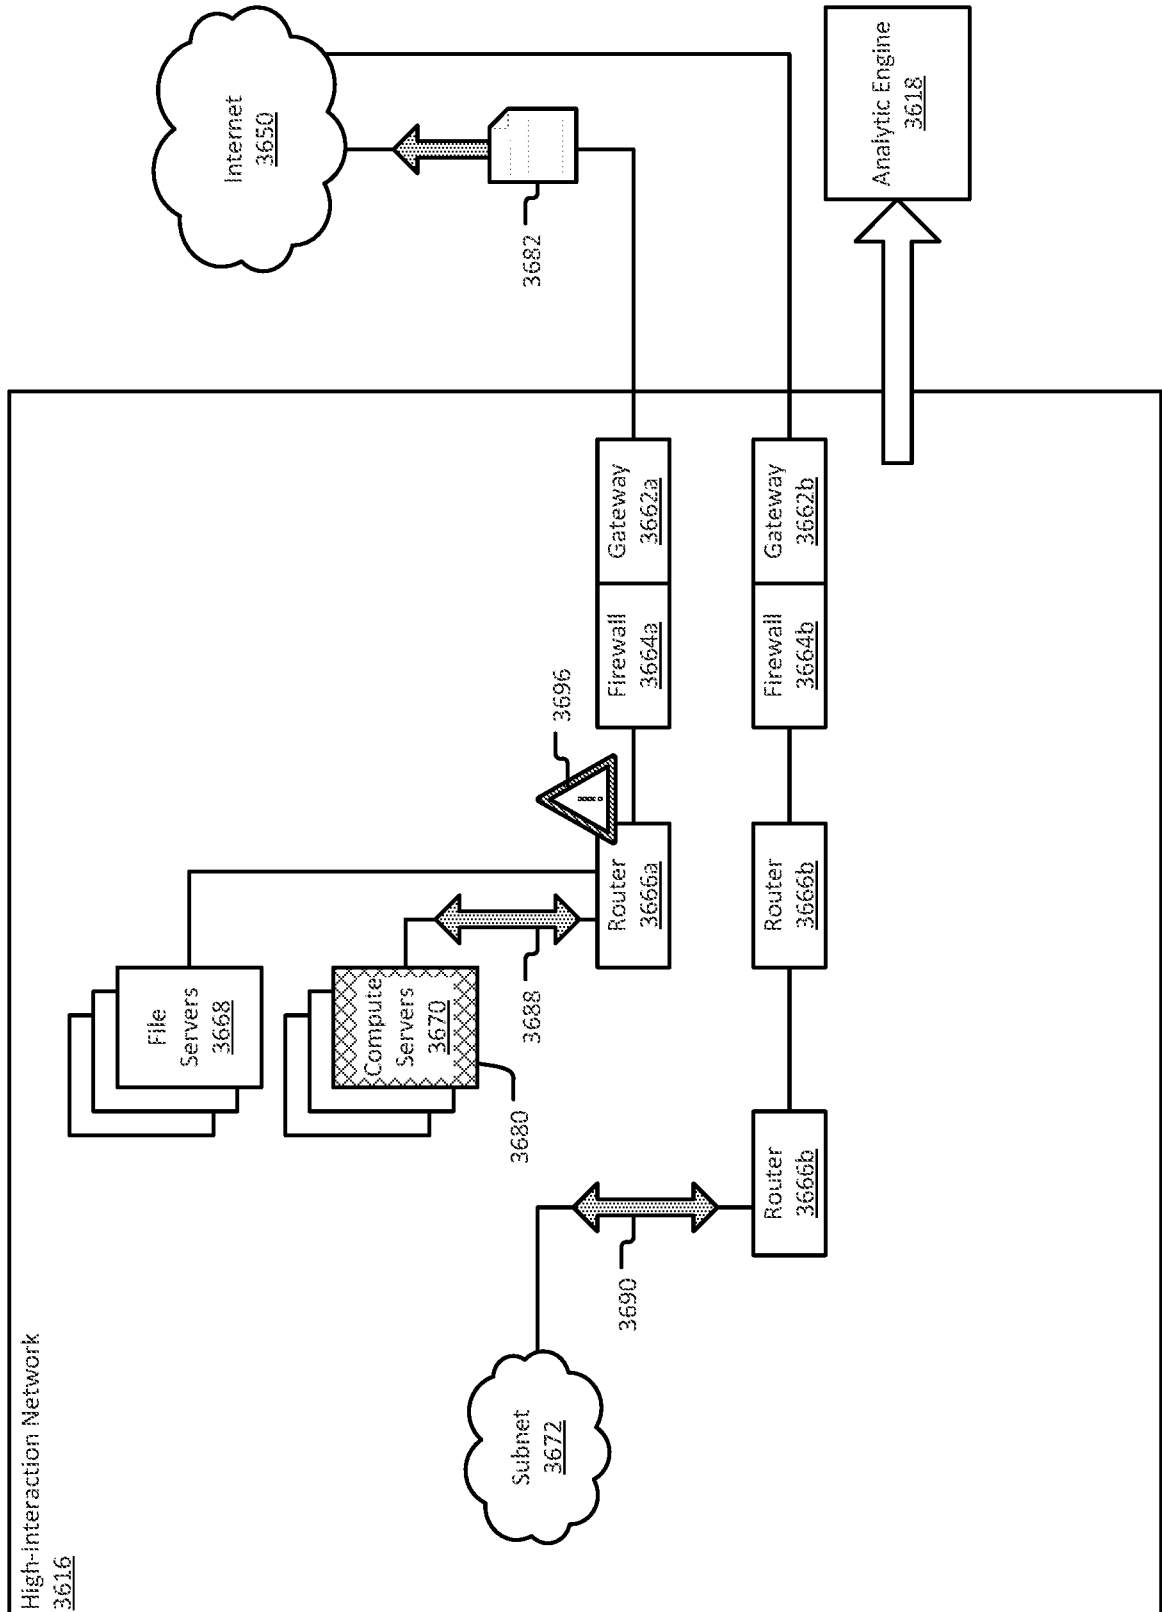 High-Interaction Network
3616
Subnet
3672
3690
Router
3666b
File
Servers
3668
Compute
Servers
3670
3680
3688
Router
3666a
3696
Router
3666b
Firewall
3664a
Gateway
3662a
Firewall
3664b
Gateway
3662b
Internet
3650
3682
Analytic Engine
3618